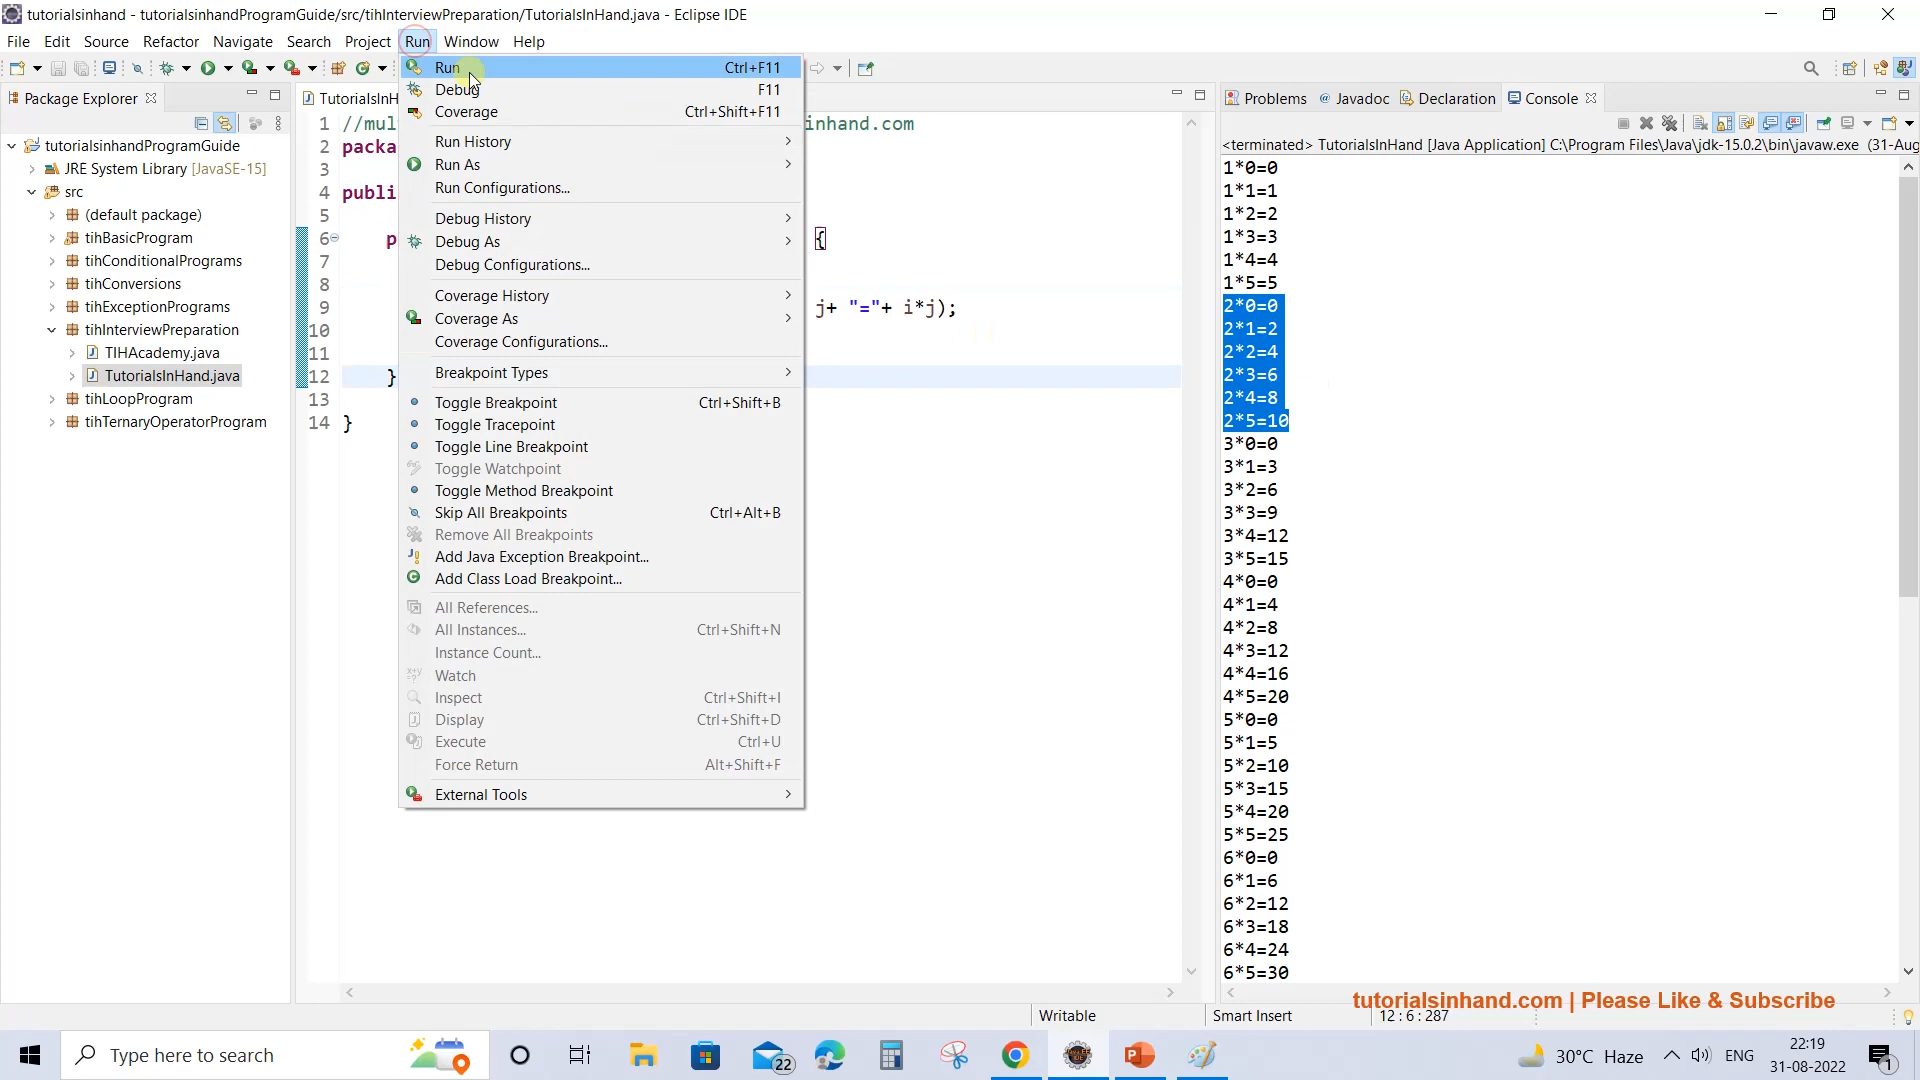 tutorialsinhand - tutorialsinhandProgramGuide/src/tihInterviewPreparation/TutorialsInHand.java - Eclipse IDE
File Edit Source Refactor Navigate Search Project Run Window Help
Package Explorer
tutorialsinhandProgramGuide
JRE System Library [JavaSE-15]
src
(default package)
tihBasicProgram
tihConditionalPrograms
tihConversions
tihExceptionPrograms
tihInterviewPreparation
TIHAcademy.java
TutorialsInHand.java
tihLoopProgram
tihTernaryOperatorProgram
TutorialsInH
1 //mul inhand.com
2 packa
3
4 publi
5
6 p {
7
8
9 j+ "="+ i*j);
10
11
12 }
13
14 }
Run Ctrl+F11
Debug F11
Coverage Ctrl+Shift+F11
Run History
Run As
Run Configurations...
Debug History
Debug As
Debug Configurations...
Coverage History
Coverage As
Coverage Configurations...
Breakpoint Types
Toggle Breakpoint Ctrl+Shift+B
Toggle Tracepoint
Toggle Line Breakpoint
Toggle Watchpoint
Toggle Method Breakpoint
Skip All Breakpoints Ctrl+Alt+B
Remove All Breakpoints
Add Java Exception Breakpoint...
Add Class Load Breakpoint...
All References...
All Instances... Ctrl+Shift+N
Instance Count...
Watch
Inspect Ctrl+Shift+I
Display Ctrl+Shift+D
Execute Ctrl+U
Force Return Alt+Shift+F
External Tools
Problems @ Javadoc Declaration Console
<terminated> TutorialsInHand [Java Application] C:\Program Files\Java\jdk-15.0.2\bin\javaw.exe (31-Aug
1*0=0
1*1=1
1*2=2
1*3=3
1*4=4
1*5=5
2*0=0
2*1=2
2*2=4
2*3=6
2*4=8
2*5=10
3*0=0
3*1=3
3*2=6
3*3=9
3*4=12
3*5=15
4*0=0
4*1=4
4*2=8
4*3=12
4*4=16
4*5=20
5*0=0
5*1=5
5*2=10
5*3=15
5*4=20
5*5=25
6*0=0
6*1=6
6*2=12
6*3=18
6*4=24
6*5=30
tutorialsinhand.com | Please Like & Subscribe
Writable Smart Insert 12 : 6 : 287
Type here to search
22
30°C Haze
ENG
22:19
31-08-2022
1